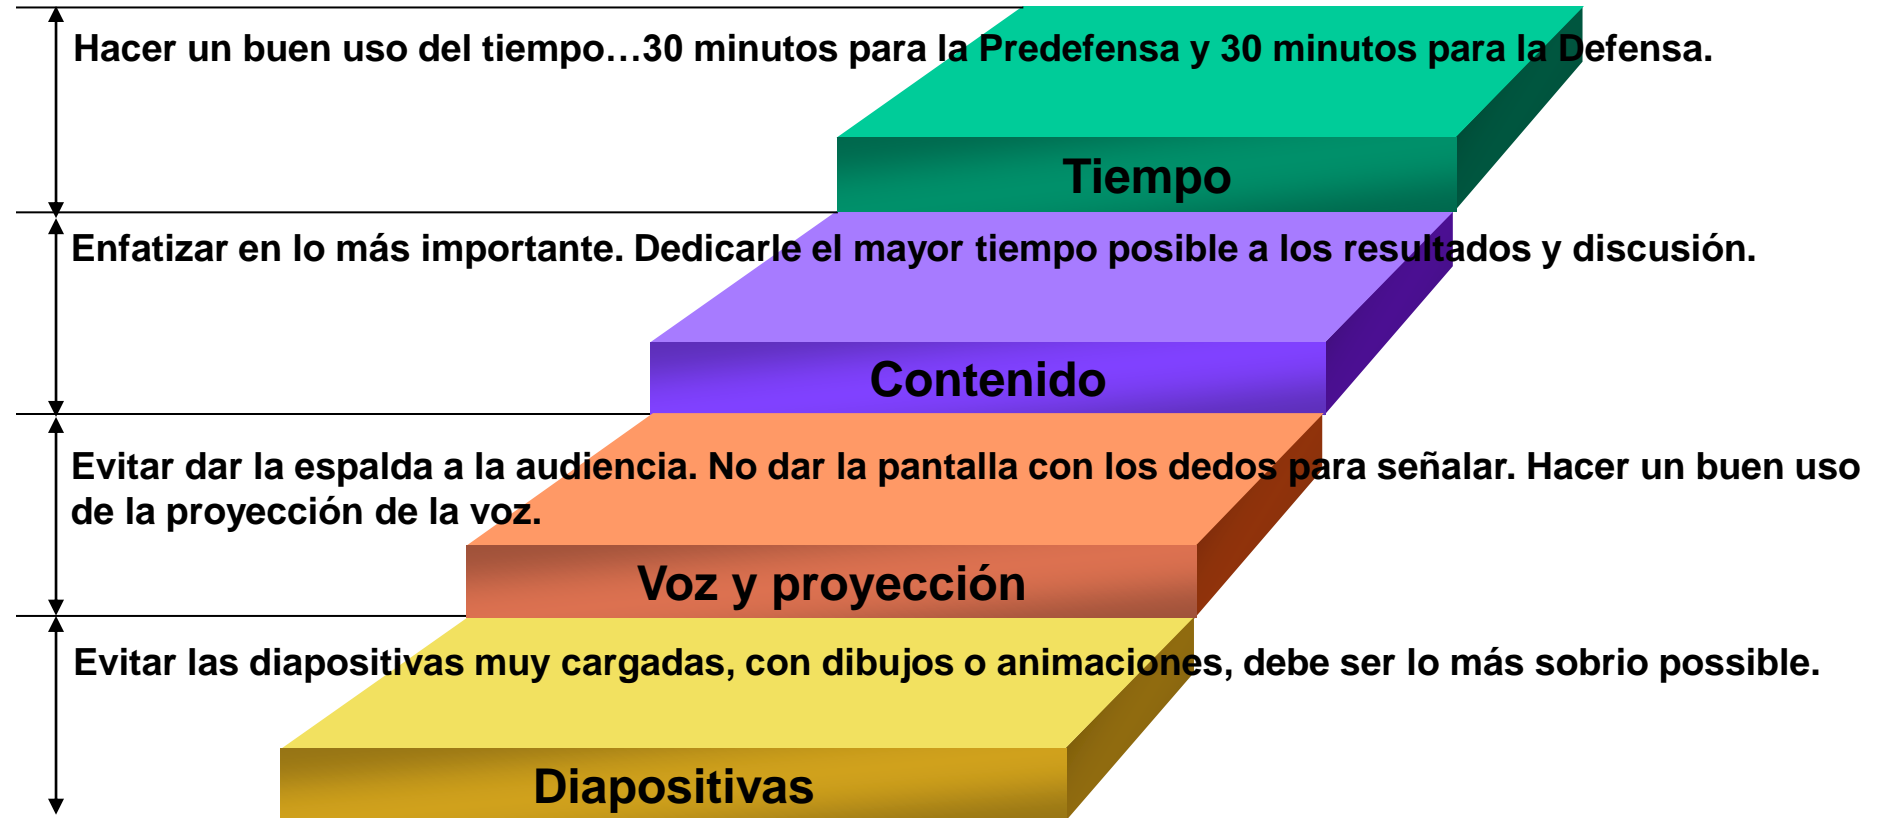 Hacer un buen uso del tiempo…30 minutos para la Predefensa y 30 minutos para la Defensa.
Tiempo
Enfatizar en lo más importante. Dedicarle el mayor tiempo posible a los resultados y discusión.
Contenido
Evitar dar la espalda a la audiencia. No dar la pantalla con los dedos para señalar. Hacer un buen uso
de la proyección de la voz.
Voz y proyección
Evitar las diapositivas muy cargadas, con dibujos o animaciones, debe ser lo más sobrio possible.
Diapositivas